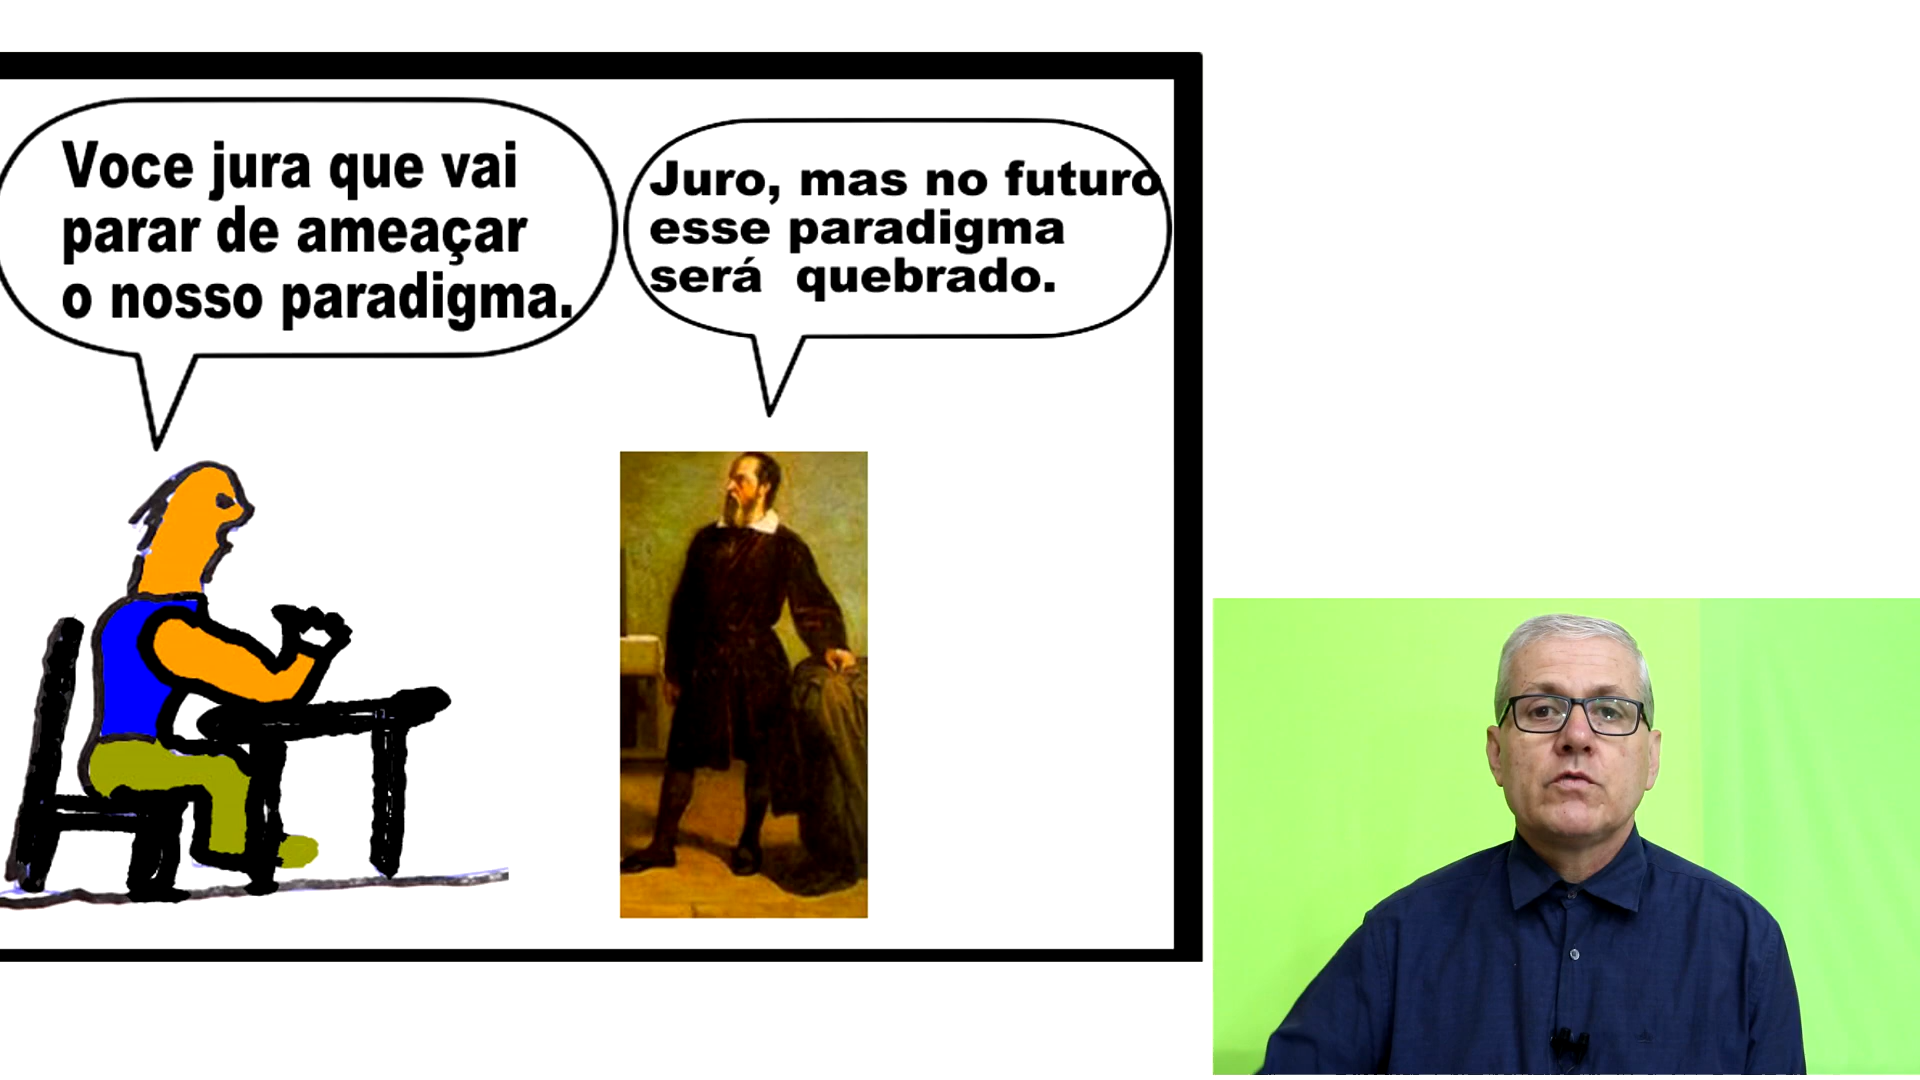 Voce jura que vai
parar de ameaçar
o nosso paradigma.
Juro, mas no futuro
esse paradigma
será quebrado.